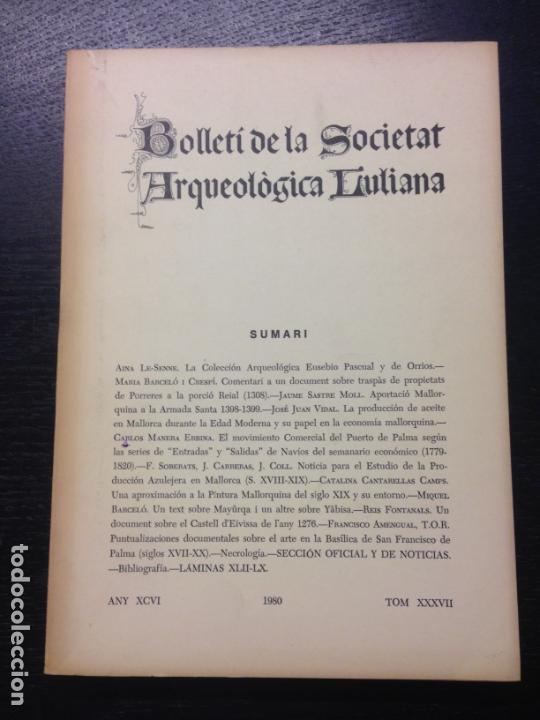 Bolletí de la Societat
Arqueològica Luliana
SUMARI
Aina Le-Senne. La Colección Arqueológica Eusebio Pascual y de Orrios.—
Maria Barceló i Crespí. Comentari a un document sobre traspàs de propietats
de Porreres a la porció Reial (1308).—Jaume Sastre Moll. Aportació Mallor-
quina a la Armada Santa 1398-1399.—José Juan Vidal. La producción de aceite
en Mallorca durante la Edad Moderna y su papel en la economía mallorquina.—
Carlos Manera Erbina. El movimiento Comercial del Puerto de Palma según
las series de "Entradas" y "Salidas" de Navíos del semanario económico (1779-
1820).—F. Soberats, J. Carreras, J. Coll. Noticia para el Estudio de la Pro-
ducción Azulejera en Mallorca (S. XVIII-XIX).—Catalina Cantarellas Camps.
Una aproximación a la Pintura Mallorquina del siglo XIX y su entorno.—Miquel
Barceló. Un text sobre Mayûrqa i un altre sobre Yâbisa.—Reis Fontanals. Un
document sobre el Castell d'Eivissa de l'any 1276.—Francisco Amengual, T.O.R.
Puntualizaciones documentales sobre el arte en la Basílica de San Francisco de
Palma (siglos XVII-XX).—Necrología.—SECCIÓN OFICIAL Y DE NOTICIAS.
—Bibliografía.—LÁMINAS XLII-LX.
ANY XCVI 1980 TOM XXXVII
todocoleccion.net